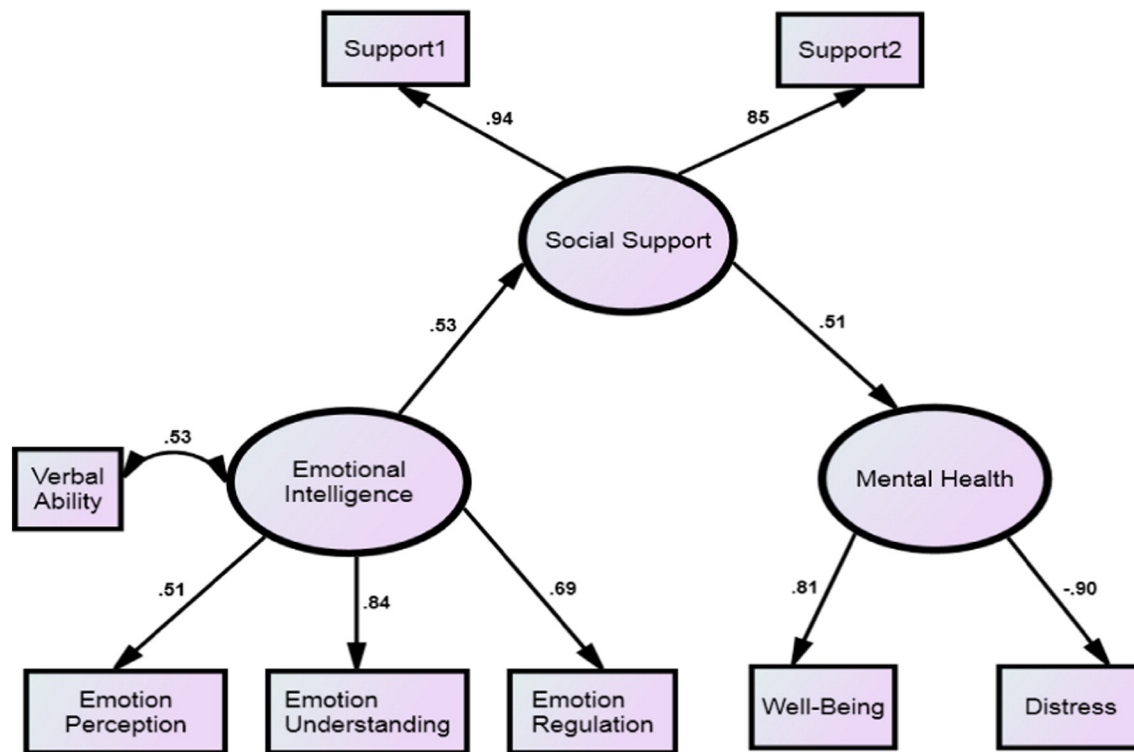 Support1
Support2
.94
85
Social Support
.53
.51
.53
Verbal
Ability
Emotional
Intelligence
Mental Health
.51
.84
.69
.81
-.90
Emotion
Perception
Emotion
Understanding
Emotion
Regulation
Well-Being
Distress